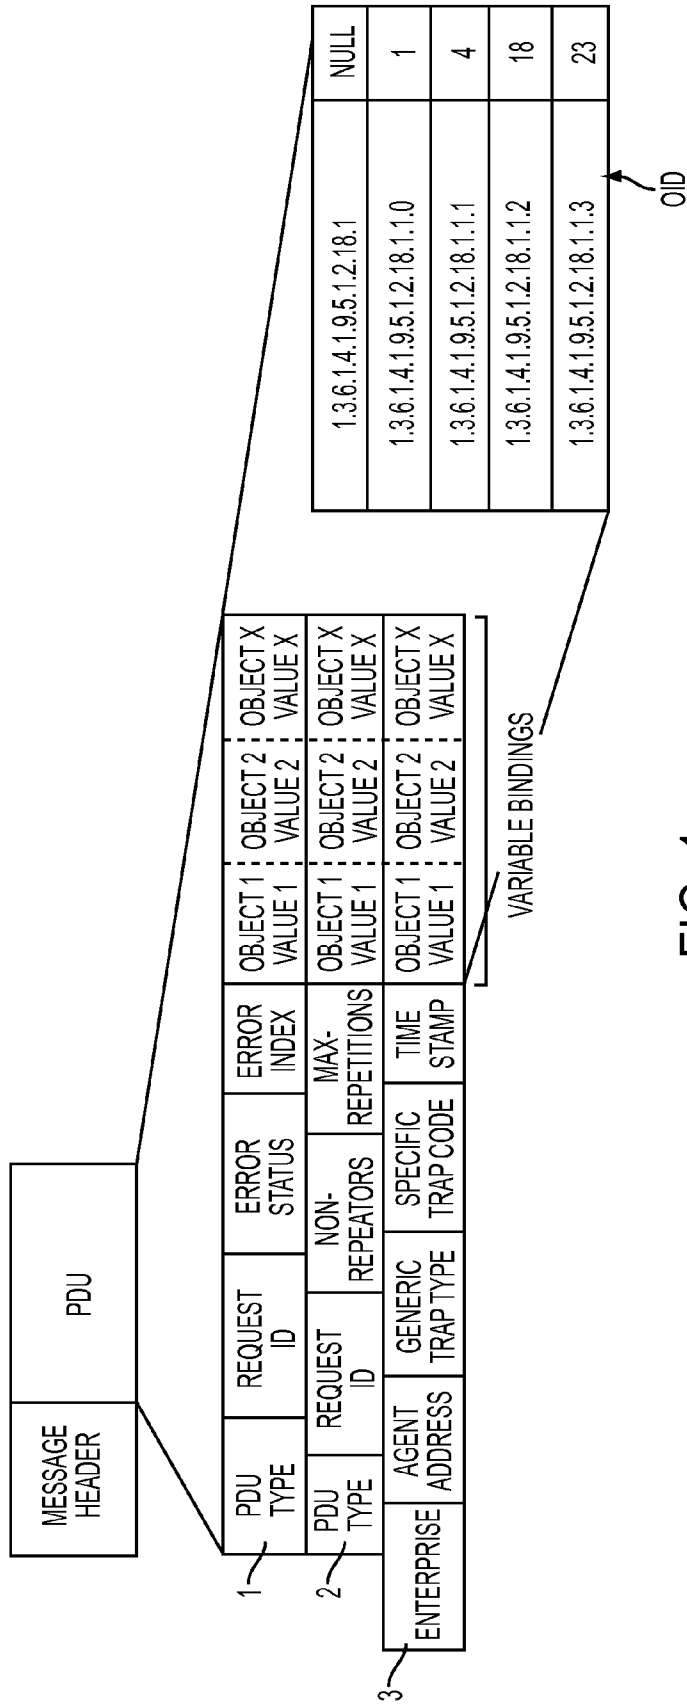 MESSAGE
HEADER
PDU
1
PDU
TYPE
REQUEST
ID
ERROR
STATUS
ERROR
INDEX
OBJECT 1
VALUE 1
OBJECT 2
VALUE 2
OBJECT X
VALUE X
2
PDU
TYPE
REQUEST
ID
NON-
REPEATORS
MAX-
REPETITIONS
OBJECT 1
VALUE 1
OBJECT 2
VALUE 2
OBJECT X
VALUE X
3
ENTERPRISE
AGENT
ADDRESS
GENERIC
TRAP TYPE
SPECIFIC
TRAP CODE
TIME
STAMP
OBJECT 1
VALUE 1
OBJECT 2
VALUE 2
OBJECT X
VALUE X
VARIABLE BINDINGS
1.3.6.1.4.1.9.5.1.2.18.1 NULL
1.3.6.1.4.1.9.5.1.2.18.1.1.0 1
1.3.6.1.4.1.9.5.1.2.18.1.1.1 4
1.3.6.1.4.1.9.5.1.2.18.1.1.2 18
1.3.6.1.4.1.9.5.1.2.18.1.1.3 23
OID